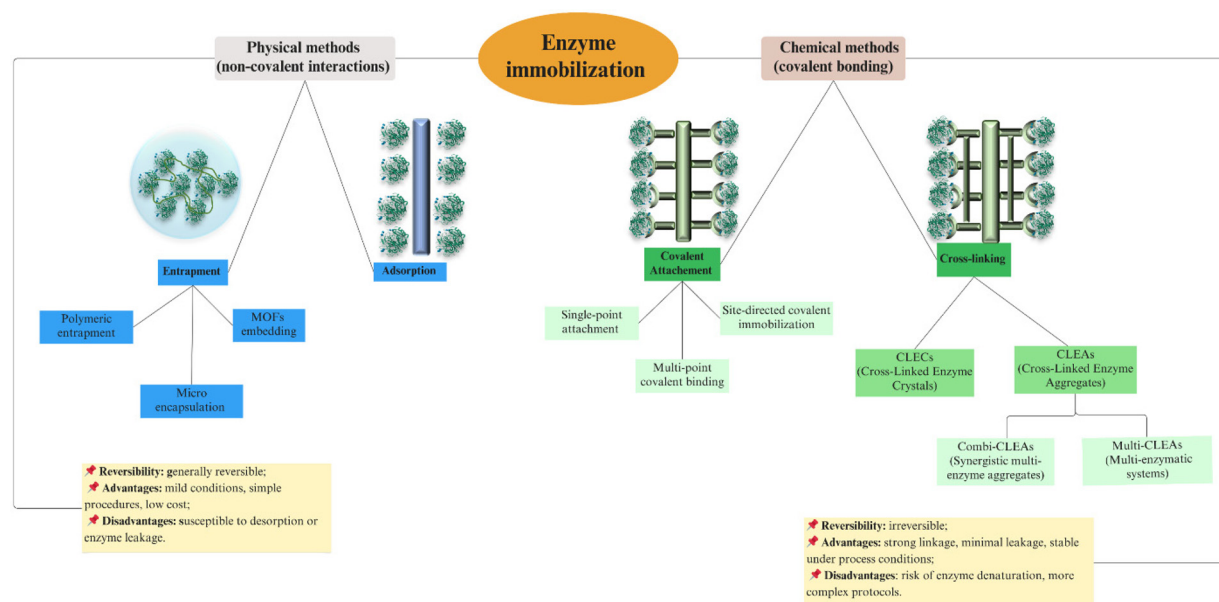 Enzyme
immobilization
Physical methods
(non-covalent interactions)
Chemical methods
(covalent bonding)
Entrapment
Adsorption
Polymeric
entrapment
MOFs
embedding
Micro
encapsulation
Covalent
Attachement
Cross-linking
Single-point
attachment
Site-directed covalent
immobilization
Multi-point
covalent binding
CLECs
(Cross-Linked Enzyme
Crystals)
CLEAs
(Cross-Linked Enzyme
Aggregates)
Combi-CLEAs
(Synergistic multi-
enzyme aggregates)
Multi-CLEAs
(Multi-enzymatic
systems)
Reversibility: generally reversible;
Advantages: mild conditions, simple
procedures, low cost;
Disadvantages: susceptible to desorption or
enzyme leakage.
Reversibility: irreversible;
Advantages: strong linkage, minimal leakage, stable
under process conditions;
Disadvantages: risk of enzyme denaturation, more
complex protocols.